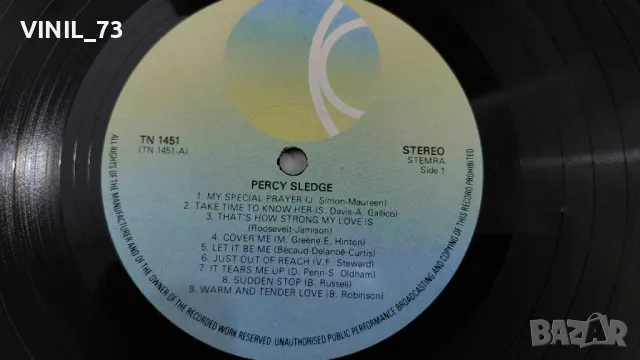 VINIL_73
TN 1451
(TN 1451-A)
STEREO
STEMRA
Side 1
PERCY SLEDGE
1. MY SPECIAL PRAYER (J. Simon-Maureen)
2. TAKE TIME TO KNOW HER (S. Davis-A. Gallico)
3. THAT'S HOW STRONG MY LOVE IS
(Roosevelt-Jamison)
4. COVER ME (M. Greene-E. Hinton)
5. LET IT BE ME (Bécaud-Delanoë-Curtis)
6. JUST OUT OF REACH (V.F. Steward)
7. IT TEARS ME UP (D. Penn-S. Oldham)
8. SUDDEN STOP (B. Russell)
9. WARM AND TENDER LOVE (B. Robinson)
ALL RIGHTS OF THE MANUFACTURER AND OF THE OWNER OF THE RECORDED WORK RESERVED UNAUTHORISED PUBLIC PERFORMANCE BROADCASTING AND COPYING OF THIS RECORD PROHIBITED
BAZAR